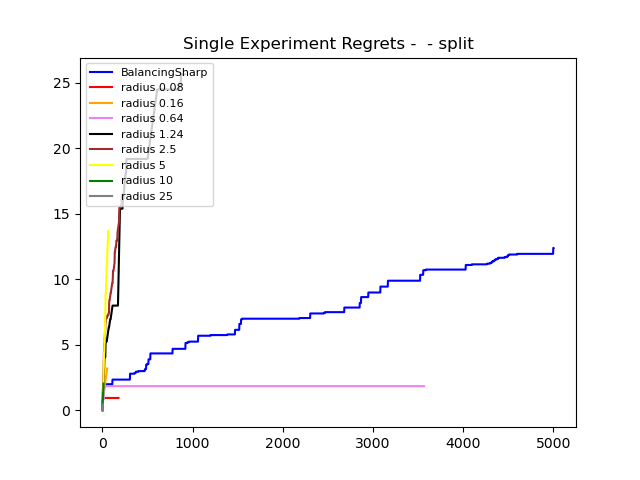 Single Experiment Regrets -  - split
BalancingSharp
radius 0.08
radius 0.16
radius 0.64
radius 1.24
radius 2.5
radius 5
radius 10
radius 25
25
20
15
10
5
0
0 1000 2000 3000 4000 5000